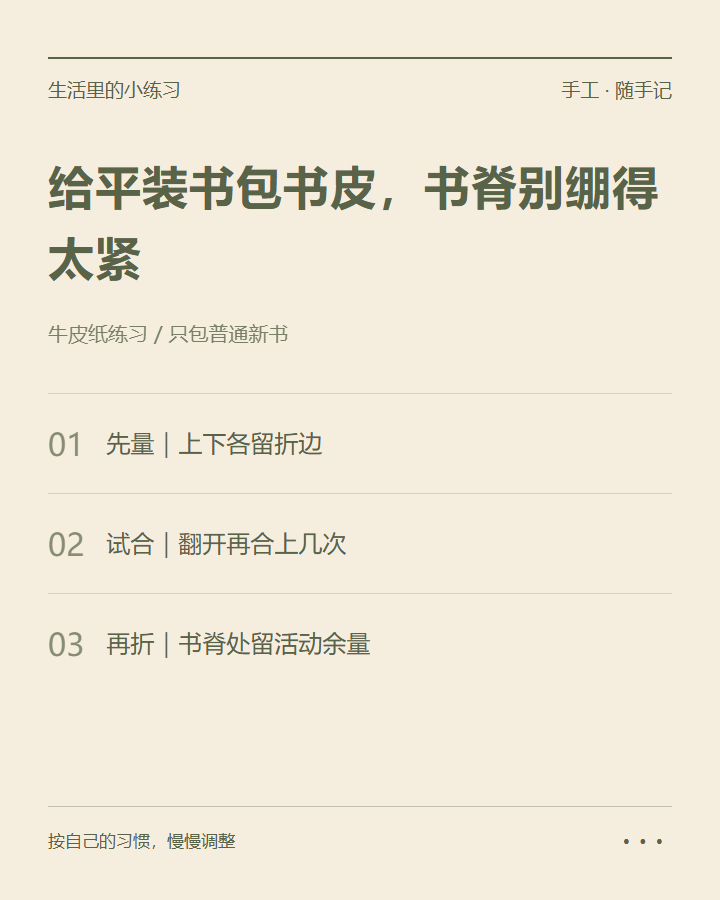 生活里的小练习
手工 · 随手记
给平装书包书皮，书脊别绷得
太紧
牛皮纸练习 / 只包普通新书
01 先量｜上下各留折边
02 试合｜翻开再合上几次
03 再折｜书脊处留活动余量
按自己的习惯，慢慢调整
• • •